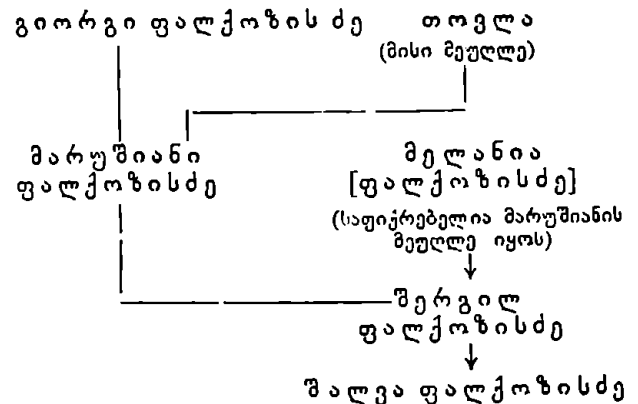 გიორგი ფალქოზისძე თოვლა
(მისი მეუღლე)
მარუშიანი მელანია
ფალქოზისძე [ფალქოზისძე]
(საფიქრებელია მარუშიანის
მეუღლე იყოს)
შერგილ
ფალქოზისძე
შალვა ფალქოზისძე